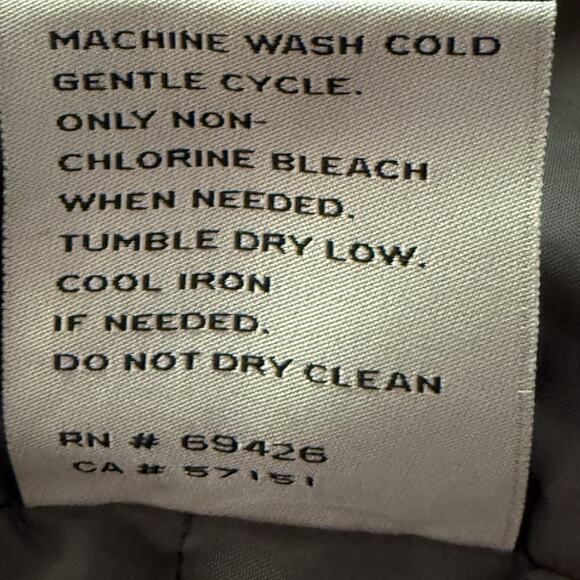 MACHINE WASH COLD
GENTLE CYCLE.
ONLY NON-
CHLORINE BLEACH
WHEN NEEDED.
TUMBLE DRY LOW.
COOL IRON
IF NEEDED.
DO NOT DRY CLEAN
RN # 69426
CA # 57151